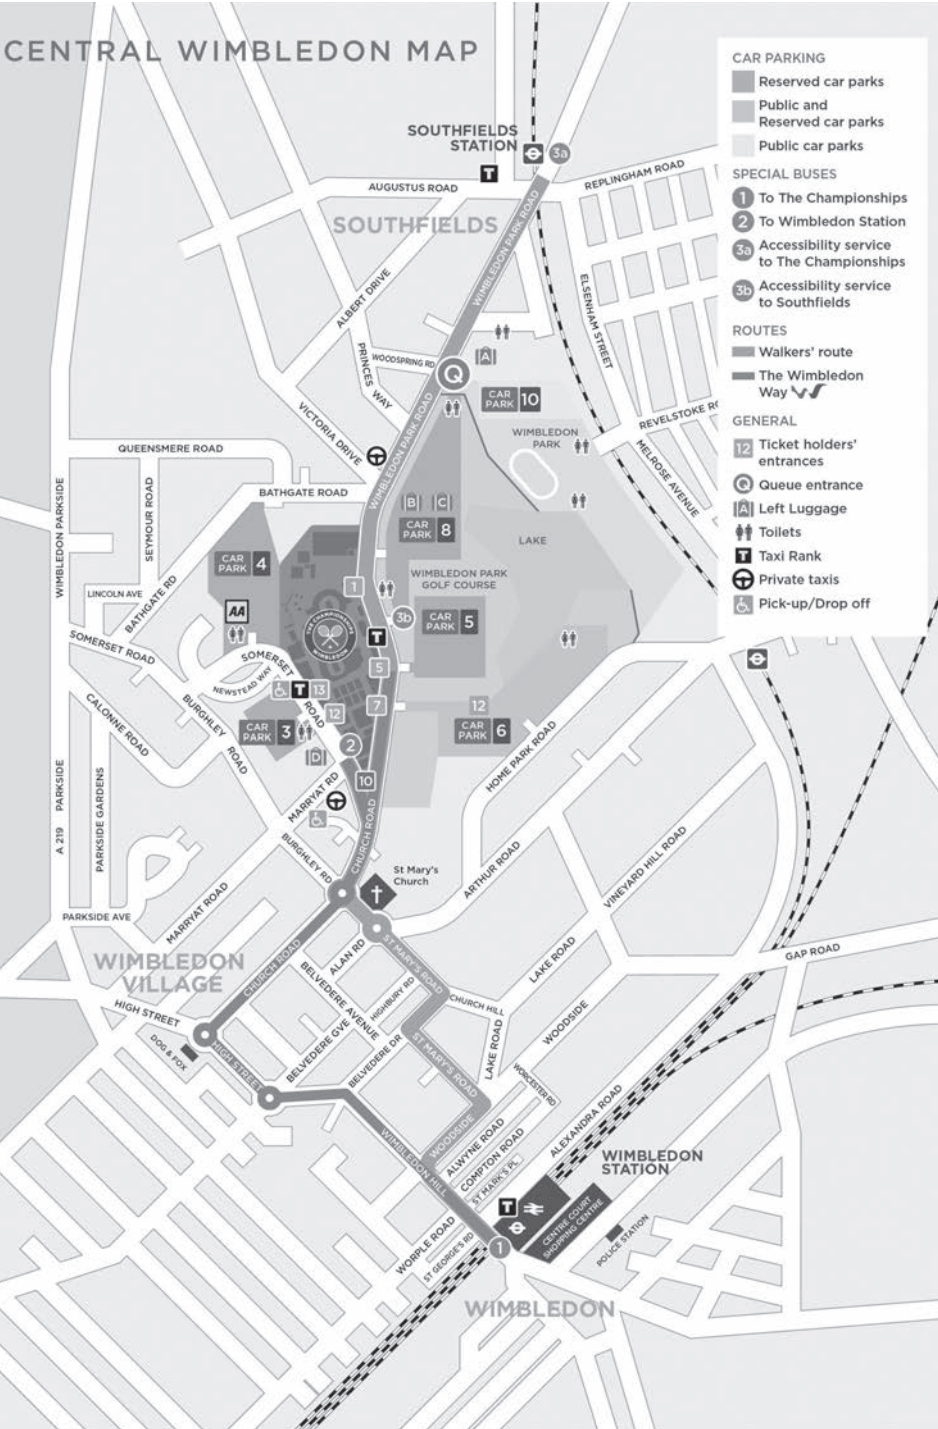 CENTRAL WIMBLEDON MAP
CAR PARKING
Reserved car parks
Public and
Reserved car parks
Public car parks
SPECIAL BUSES
1 To The Championships
2 To Wimbledon Station
3a Accessibility service
to The Championships
3b Accessibility service
to Southfields
ROUTES
Walkers' route
The Wimbledon
Way
GENERAL
12 Ticket holders'
entrances
Q Queue entrance
A Left Luggage
Toilets
T Taxi Rank
Private taxis
Pick-up/Drop off
SOUTHFIELDS
STATION
3a
T
AUGUSTUS ROAD
REPLINGHAM ROAD
SOUTHFIELDS
WIMBLEDON PARK ROAD
ALBERT DRIVE
ELSENHAM STREET
PRINCES WAY
WOODSPRING RD
A
Q
CAR
PARK 10
VICTORIA DRIVE
WIMBLEDON PARK ROAD
REVELSTOKE RO
WIMBLEDON
PARK
MELROSE AVENUE
QUEENSMERE ROAD
BATHGATE ROAD
WIMBLEDON PARKSIDE
SEYMOUR ROAD
B C
CAR
PARK 8
LAKE
CAR
PARK 4
WIMBLEDON PARK
GOLF COURSE
1
LINCOLN AVE
BATHGATE RD
AA
3b
CAR
PARK 5
THE CHAMPIONSHIPS
WIMBLEDON
T
SOMERSET ROAD
SOMERSET
ROAD
NEWSTEAD WAY
5
T 13
12
7
12
CAR
PARK 6
CAR
PARK 3
2
D
10
CALONNE ROAD
BURGHLEY ROAD
HOME PARK ROAD
A 219 PARKSIDE
PARKSIDE GARDENS
MARRYAT RD
CHURCH ROAD
BURGHLEY RD
St Mary's
Church
ARTHUR ROAD
VINEYARD HILL ROAD
PARKSIDE AVE
MARRYAT ROAD
WIMBLEDON
VILLAGE
CHURCH ROAD
ALAN RD
ST MARY'S ROAD
LAKE ROAD
GAP ROAD
BELVEDERE AVENUE
HIGHBURY RD
CHURCH HILL
HIGH STREET
DOG & FOX
HIGH STREET
BELVEDERE GVE
BELVEDERE DR
ST MARY'S ROAD
LAKE ROAD
WOODSIDE
WORCESTER RD
WIMBLEDON HILL
WOODSIDE
ALWYNE ROAD
COMPTON ROAD
ST MARK'S PL
ALEXANDRA ROAD
WIMBLEDON
STATION
T
CENTRE COURT
SHOPPING CENTRE
POLICE STATION
WORPLE ROAD
ST GEORGE'S RD
1
WIMBLEDON